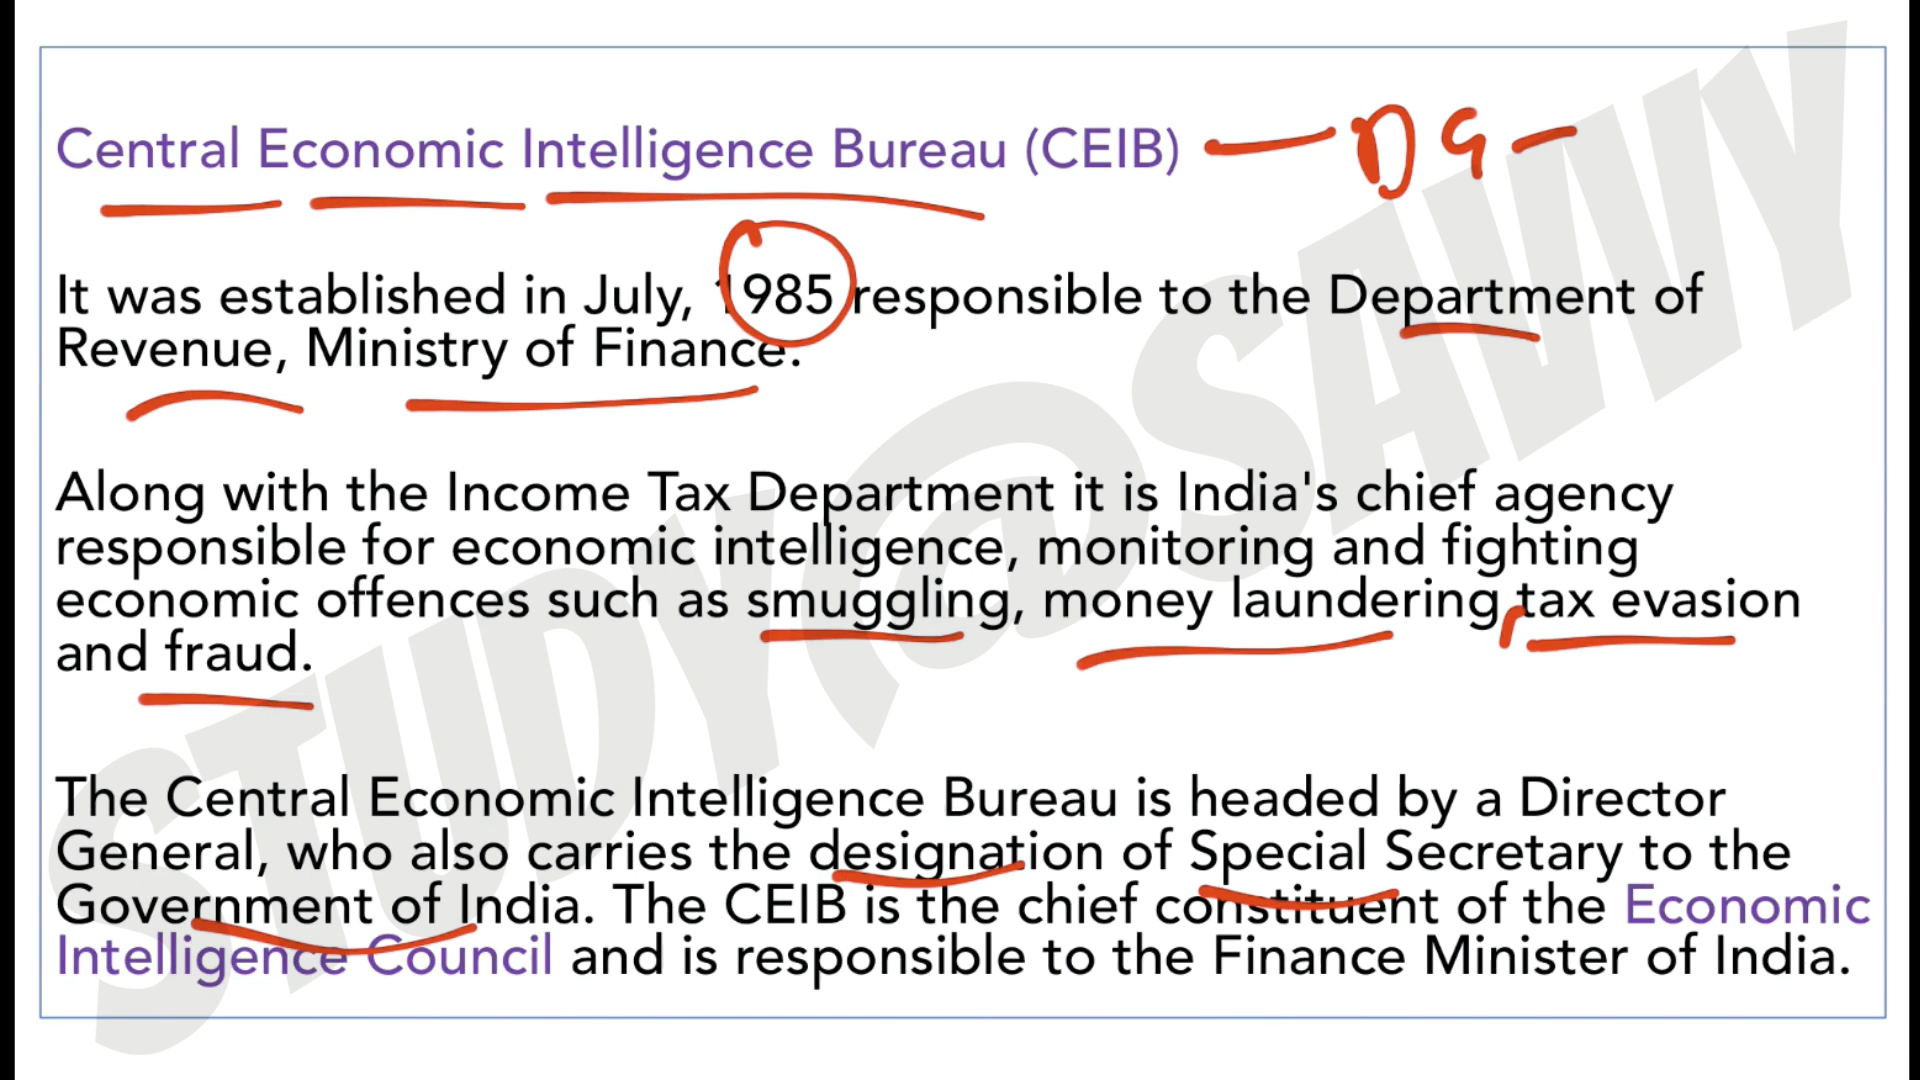 Central Economic Intelligence Bureau (CEIB) — DG —
It was established in July, 1985 responsible to the Department of
Revenue, Ministry of Finance.
Along with the Income Tax Department it is India's chief agency
responsible for economic intelligence, monitoring and fighting
economic offences such as smuggling, money laundering tax evasion
and fraud.
The Central Economic Intelligence Bureau is headed by a Director
General, who also carries the designation of Special Secretary to the
Government of India. The CEIB is the chief constituent of the Economic
Intelligence Council and is responsible to the Finance Minister of India.
STUDY@SAVVY